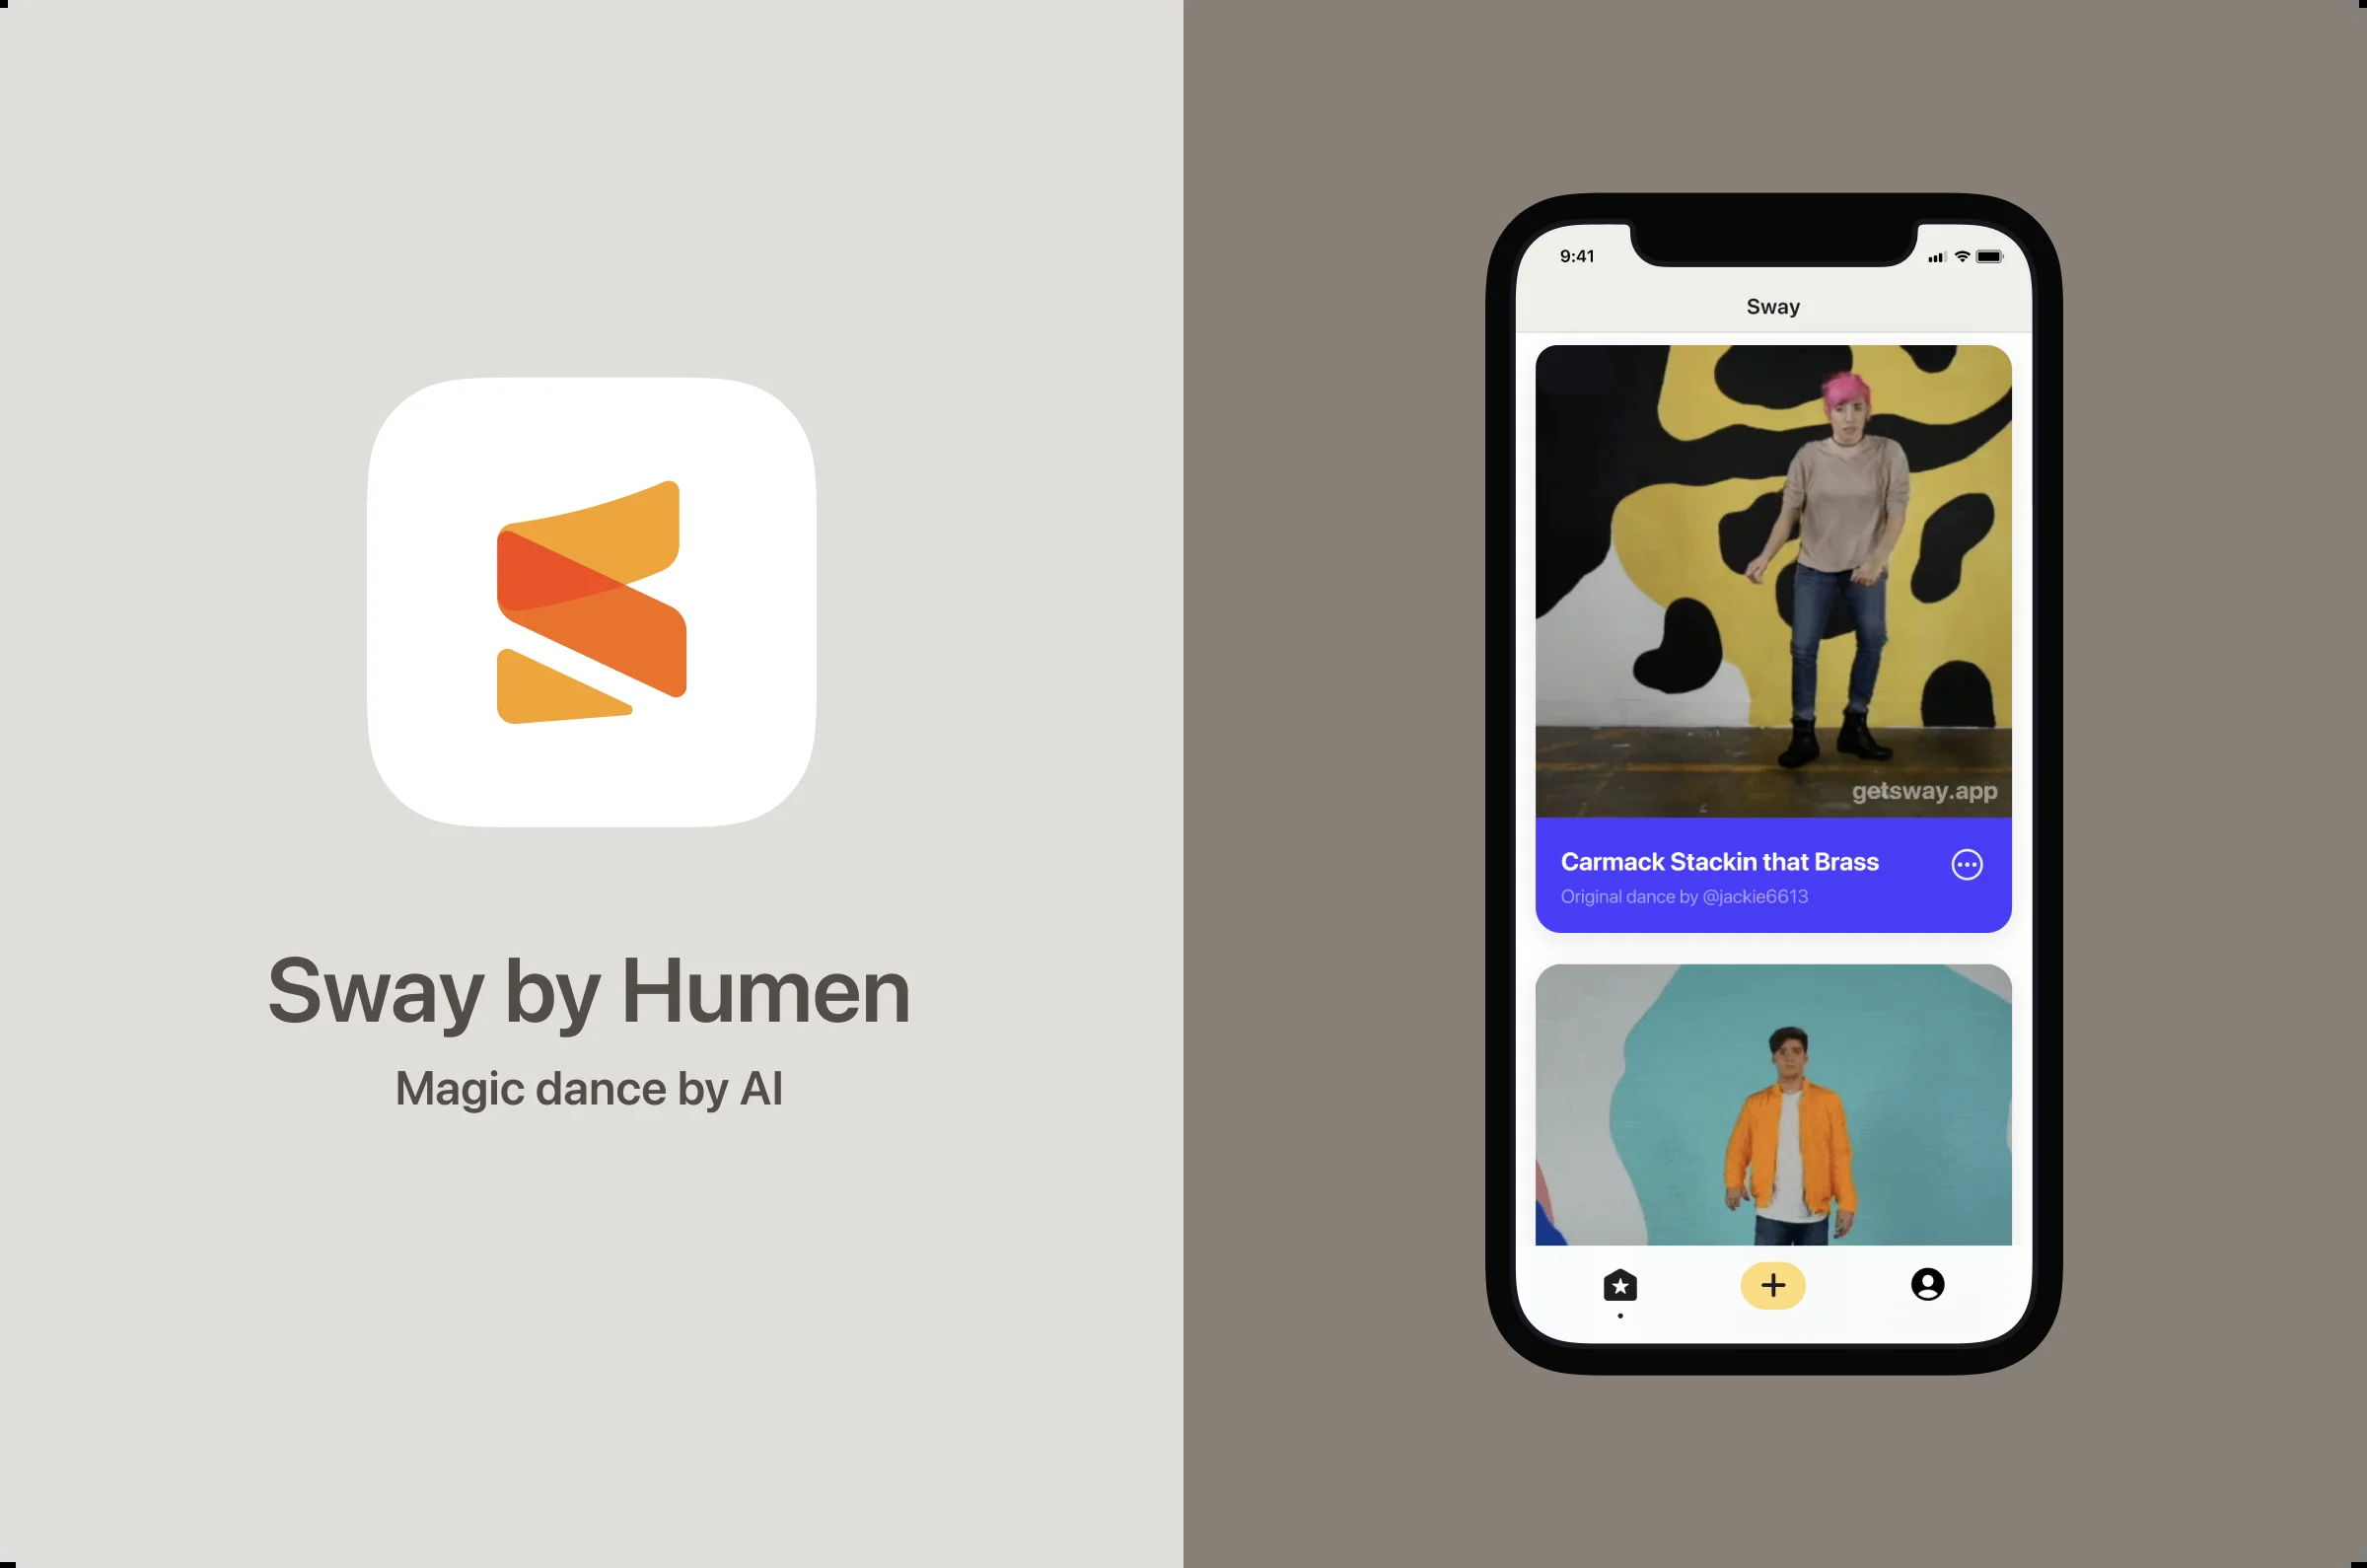 Sway by Humen
Magic dance by AI
9:41
Sway
getsway.app
Carmack Stackin that Brass
Original dance by @jackie6613